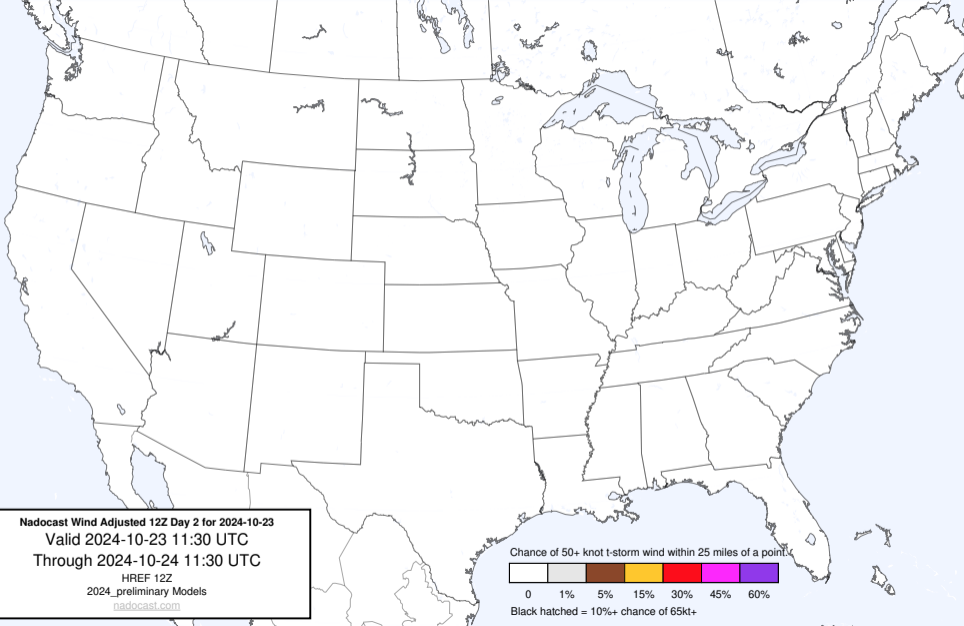 Nadocast Wind Adjusted 12Z Day 2 for 2024-10-23
Valid 2024-10-23 11:30 UTC
Through 2024-10-24 11:30 UTC
HREF 12Z
2024_preliminary Models
nadocast.com
Chance of 50+ knot t-storm wind within 25 miles of a point.
0 1% 5% 15% 30% 45% 60%
Black hatched = 10%+ chance of 65kt+